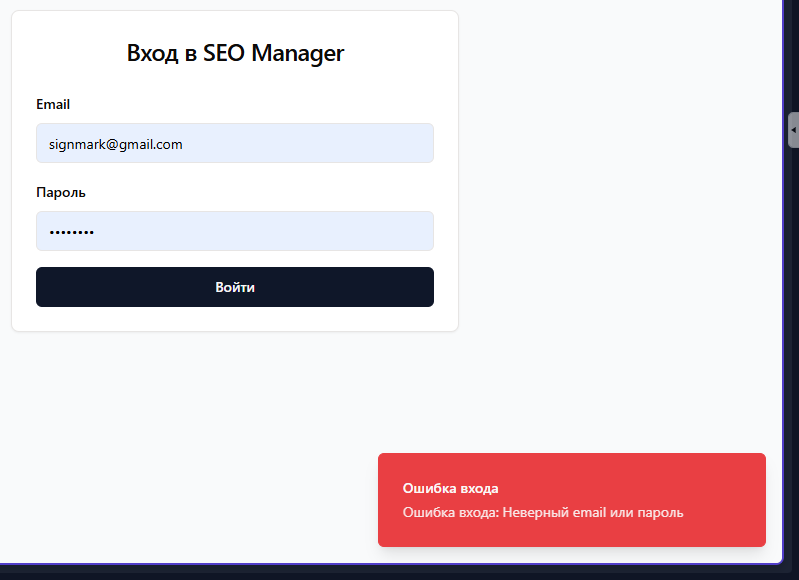 Вход в SEO Manager
Email
signmark@gmail.com
Пароль
••••••••
Войти
Ошибка входа
Ошибка входа: Неверный email или пароль